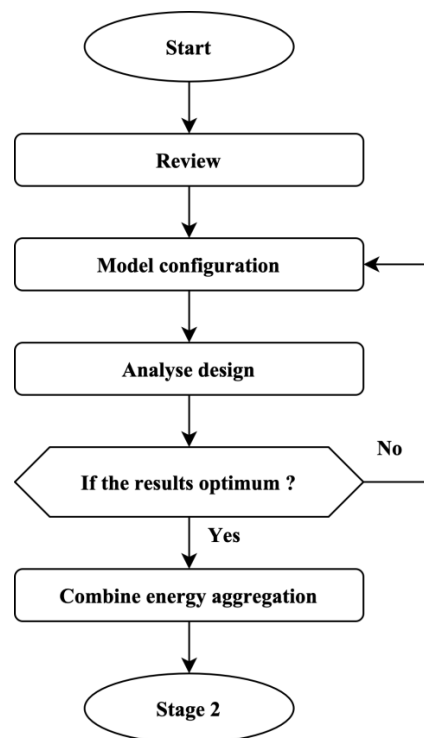 Start
Review
Model configuration
Analyse design
No
If the results optimum ?
Yes
Combine energy aggregation
Stage 2